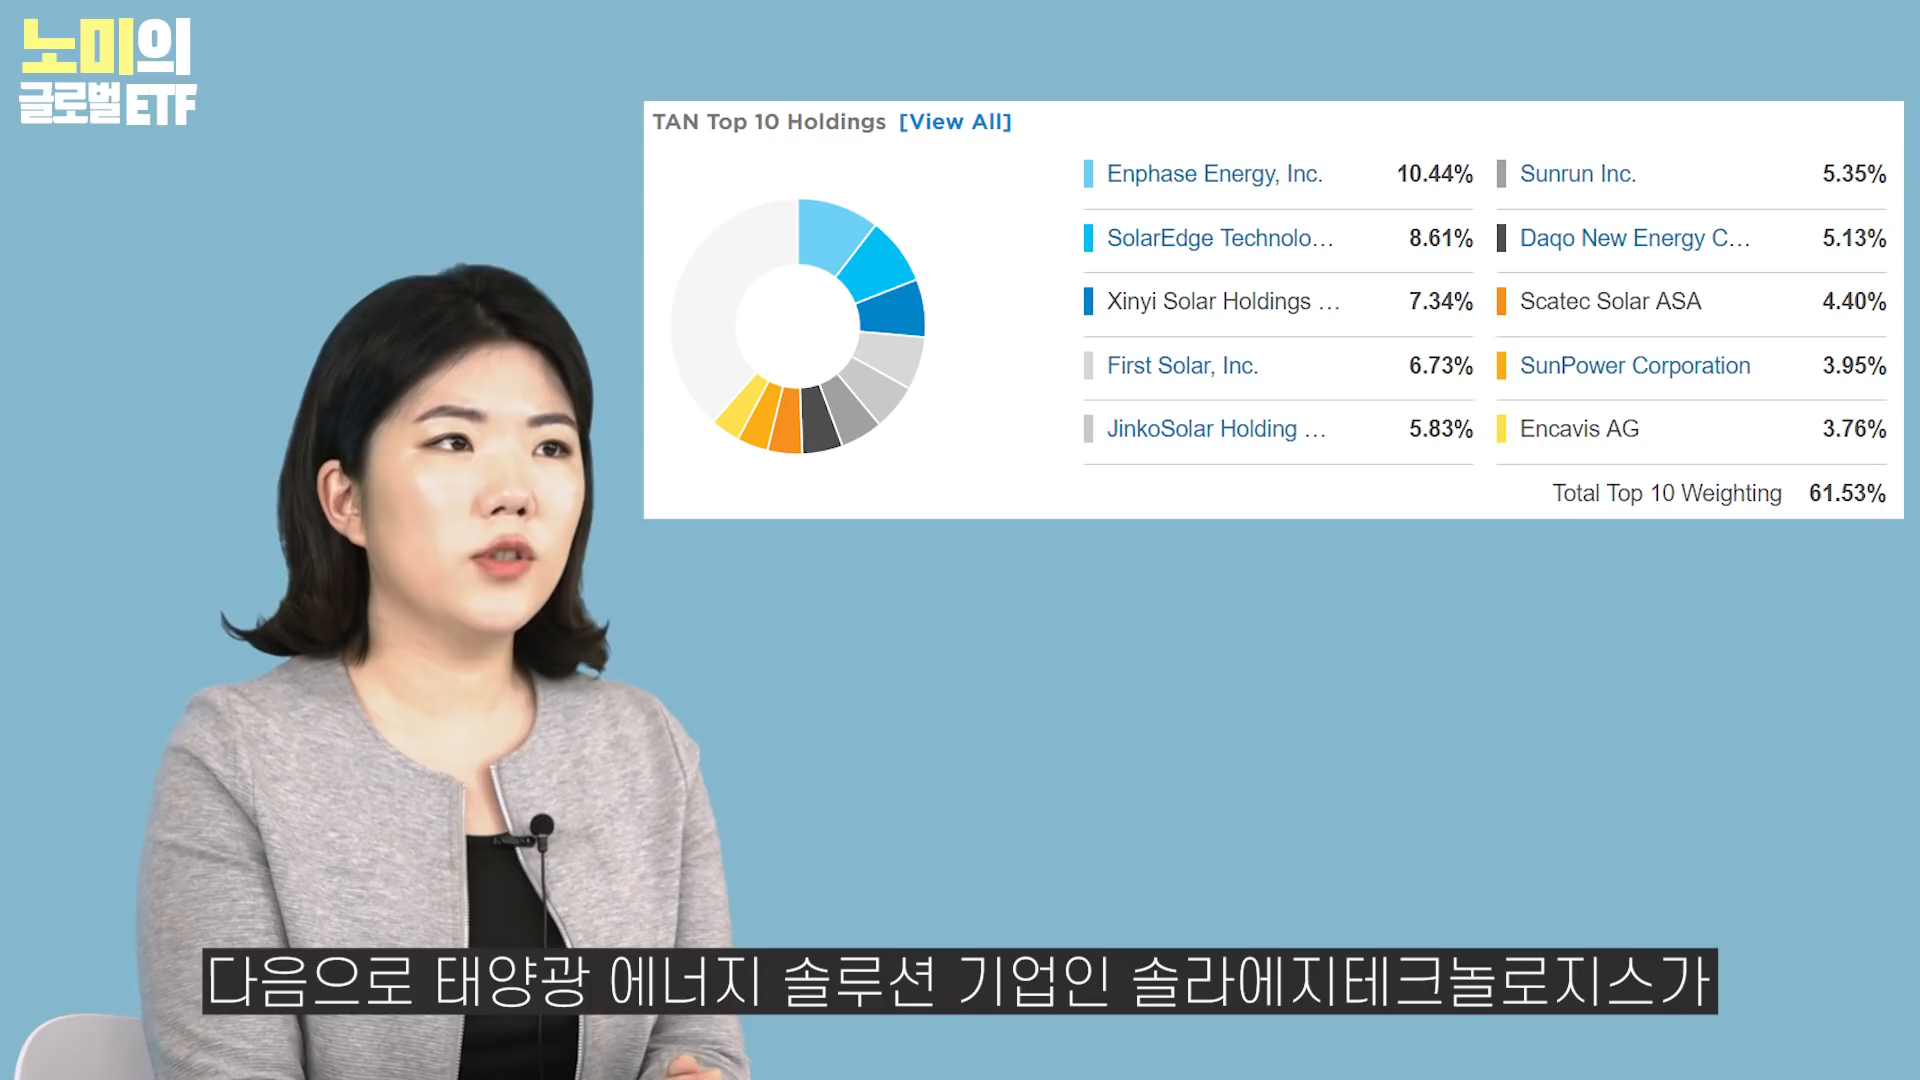 노미의
글로벌 ETF
TAN Top 10 Holdings [View All]
Enphase Energy, Inc. 10.44%
SolarEdge Technolo... 8.61%
Xinyi Solar Holdings ... 7.34%
First Solar, Inc. 6.73%
JinkoSolar Holding ... 5.83%
Sunrun Inc. 5.35%
Daqo New Energy C... 5.13%
Scatec Solar ASA 4.40%
SunPower Corporation 3.95%
Encavis AG 3.76%
Total Top 10 Weighting 61.53%
다음으로 태양광 에너지 솔루션 기업인 솔라에지테크놀로지스가